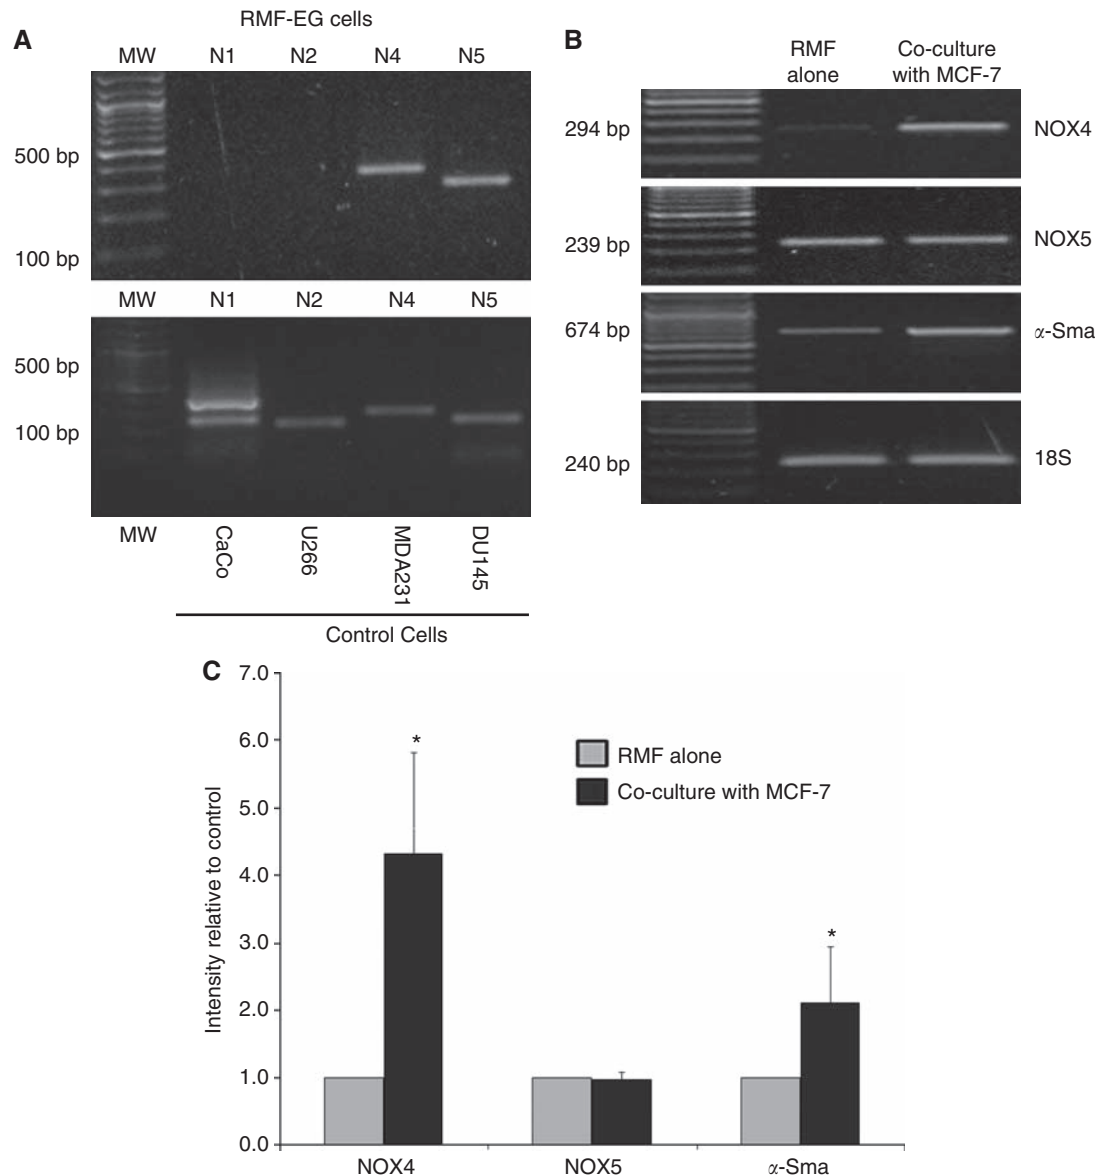 RMF-EG cells
A
MW N1 N2 N4 N5
500 bp
100 bp
MW N1 N2 N4 N5
500 bp
100 bp
MW CaCo U266 MDA231 DU145
Control Cells
B
RMF alone
Co-culture with MCF-7
294 bp NOX4
239 bp NOX5
674 bp α-Sma
240 bp 18S
C
Intensity relative to control
7.0
6.0
5.0
4.0
3.0
2.0
1.0
0.0
*
*
RMF alone
Co-culture with MCF-7
NOX4 NOX5 α-Sma